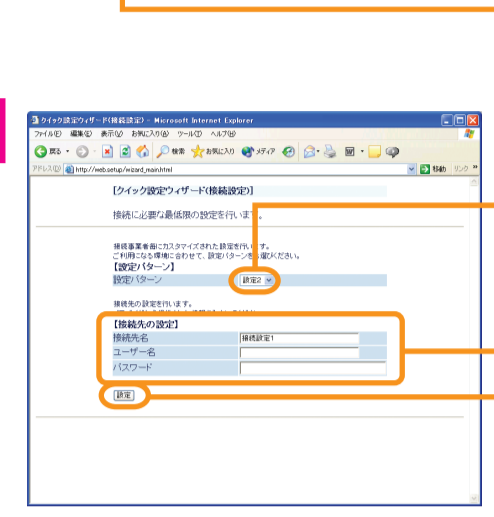 クイック設定ウィザード(接続設定) - Microsoft Internet Explorer
ファイル(F) 編集(E) 表示(V) お気に入り(A) ツール(T) ヘルプ(H)
戻る 検索 お気に入り メディア
アドレス(D) http://web.setup/wizard_main.html 移動 リンク »
[クイック設定ウィザード(接続設定)]
接続に必要な最低限の設定を行います。
接続事業者毎にカスタマイズされた設定を行います。
ご利用になる環境に合わせて、設定パターンをお選びください。
【設定パターン】
設定パターン 設定2
接続先の設定を行います。
【接続先の設定】
接続先名 接続設定1
ユーザー名
パスワード
設定